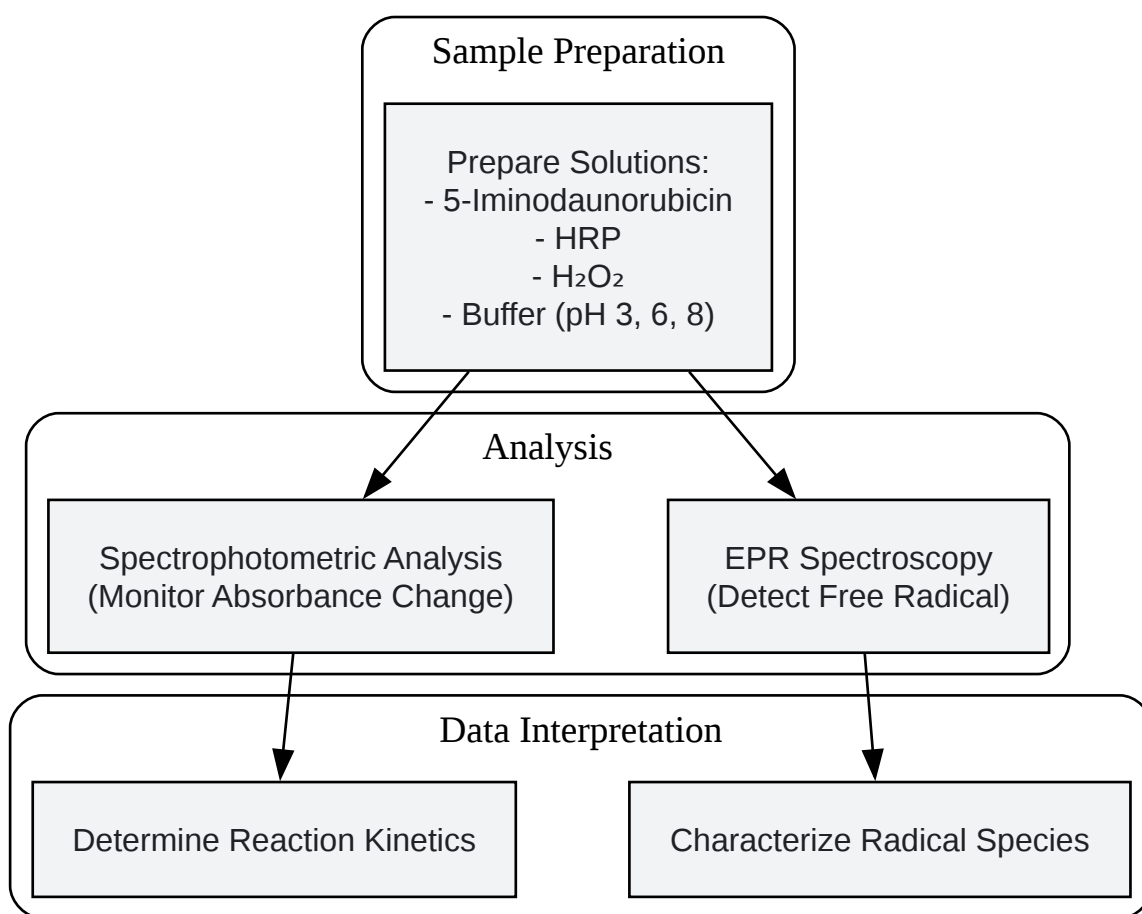 Sample Preparation
Prepare Solutions:
- 5-Iminodaunorubicin
- HRP
- H₂O₂
- Buffer (pH 3, 6, 8)
Analysis
Spectrophotometric Analysis
(Monitor Absorbance Change)
EPR Spectroscopy
(Detect Free Radical)
Data Interpretation
Determine Reaction Kinetics
Characterize Radical Species